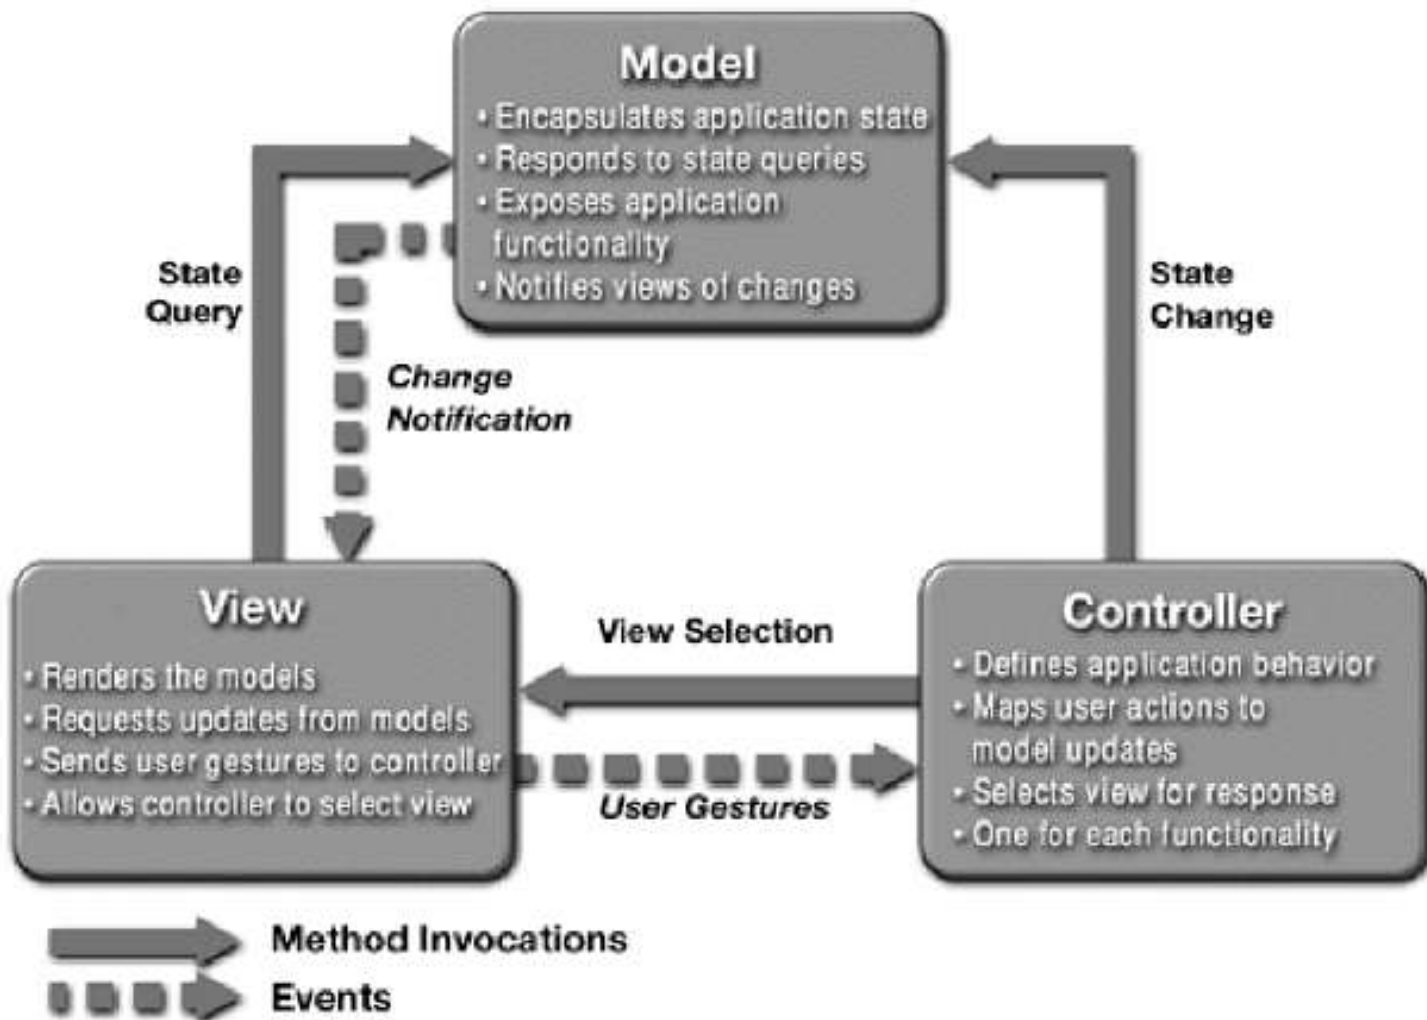 Model
• Encapsulates application state
• Responds to state queries
• Exposes application
functionality
• Notifies views of changes
State
Query
State
Change
Change
Notification
View
• Renders the models
• Requests updates from models
• Sends user gestures to controller
• Allows controller to select view
View Selection
User Gestures
Controller
• Defines application behavior
• Maps user actions to
model updates
• Selects view for response
• One for each functionality
Method Invocations
Events